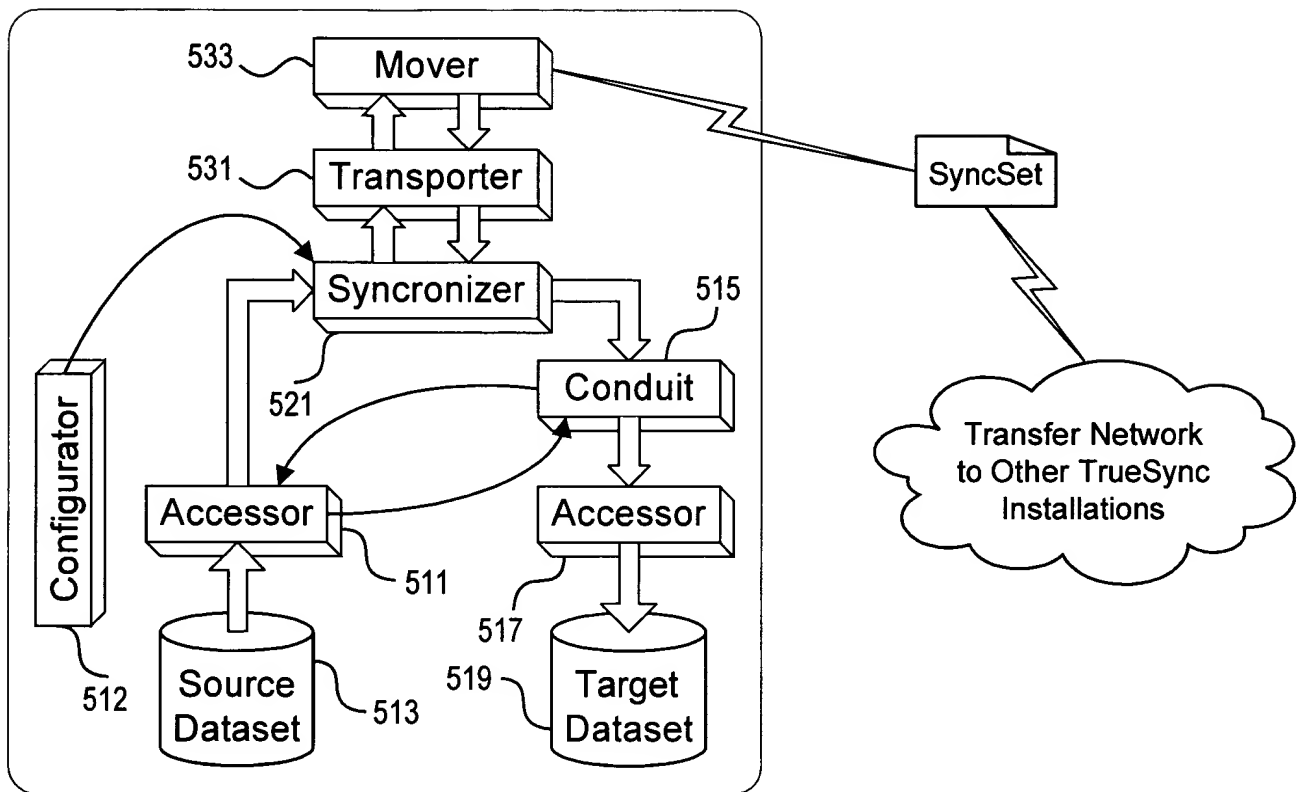 533
Mover
531
Transporter
SyncSet
Syncronizer
515
521
Conduit
Configurator
Transfer Network
to Other TrueSync
Installations
Accessor
Accessor
511
517
512
Source
Dataset
513
519
Target
Dataset